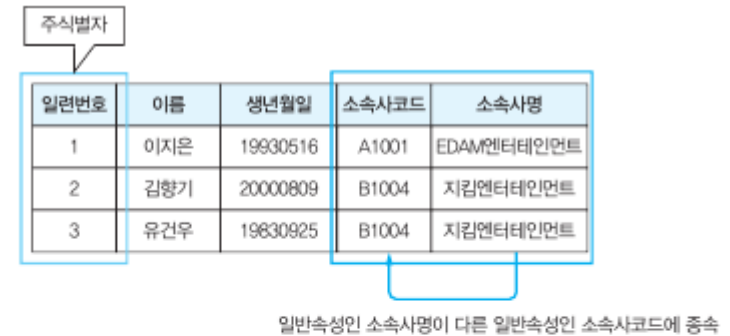 주식별자
일련번호 이름 생년월일 소속사코드 소속사명
1 이지은 19930516 A1001 EDAM엔터테인먼트
2 김향기 20000809 B1004 지킴엔터테인먼트
3 유건우 19830925 B1004 지킴엔터테인먼트
일반속성인 소속사명이 다른 일반속성인 소속사코드에 종속